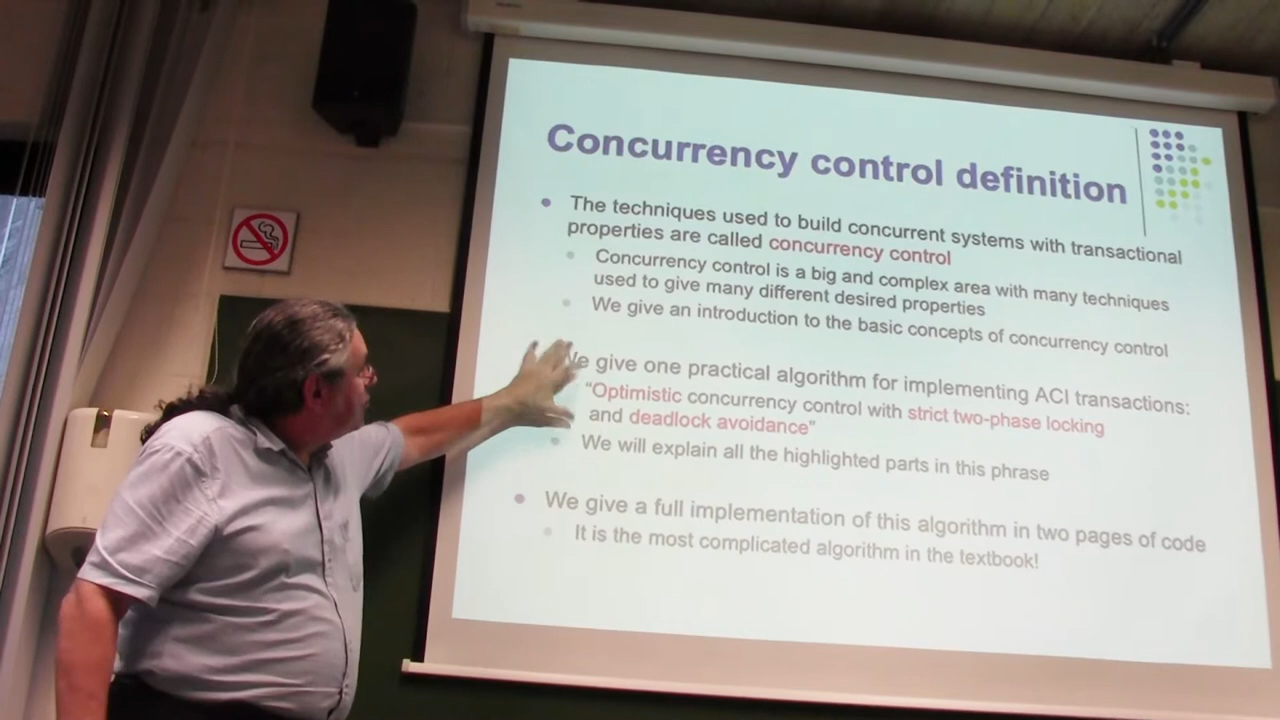 Concurrency control definition
The techniques used to build concurrent systems with transactional
properties are called concurrency control
Concurrency control is a big and complex area with many techniques
used to give many different desired properties
We give an introduction to the basic concepts of concurrency control
We give one practical algorithm for implementing ACI transactions:
"Optimistic concurrency control with strict two-phase locking
and deadlock avoidance"
We will explain all the highlighted parts in this phrase
We give a full implementation of this algorithm in two pages of code
It is the most complicated algorithm in the textbook!